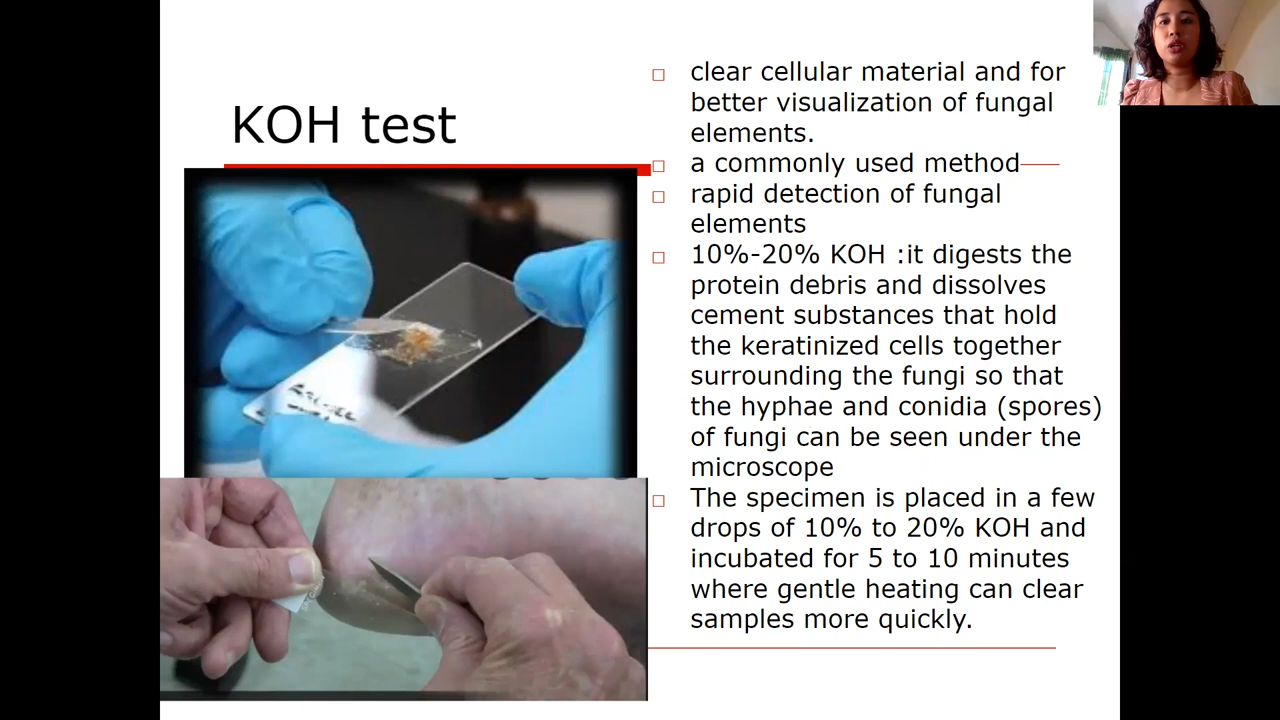 KOH test
clear cellular material and for
better visualization of fungal
elements.
a commonly used method
rapid detection of fungal
elements
10%-20% KOH :it digests the
protein debris and dissolves
cement substances that hold
the keratinized cells together
surrounding the fungi so that
the hyphae and conidia (spores)
of fungi can be seen under the
microscope
The specimen is placed in a few
drops of 10% to 20% KOH and
incubated for 5 to 10 minutes
where gentle heating can clear
samples more quickly.